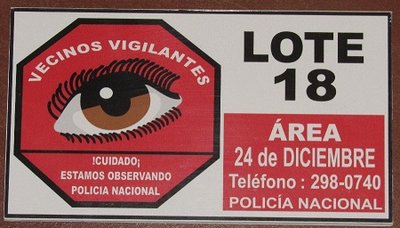 VECINOS VIGILANTES
!CUIDADO¡
ESTAMOS OBSERVANDO
POLICIA NACIONAL
LOTE
18
ÁREA
24 de DICIEMBRE
Teléfono : 298-0740
POLICÍA NACIONAL